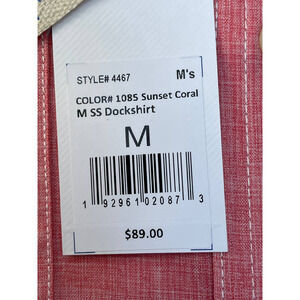 STYLE# 4467 M's
COLOR# 1085 Sunset Coral
M SS Dockshirt
M
1 92961 02087 3
$89.00